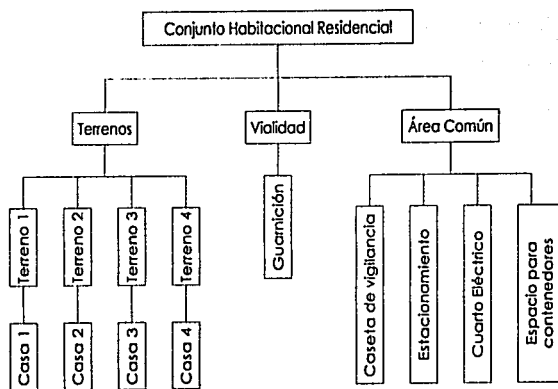 Conjunto Habitacional Residencial
Terrenos
Vialidad
Área Común
Terreno 1
Terreno 2
Terreno 3
Terreno 4
Guarnición
Caseta de vigilancia
Estacionamiento
Cuarto Eléctrico
Espacio para
contenedores
Casa 1
Casa 2
Casa 3
Casa 4